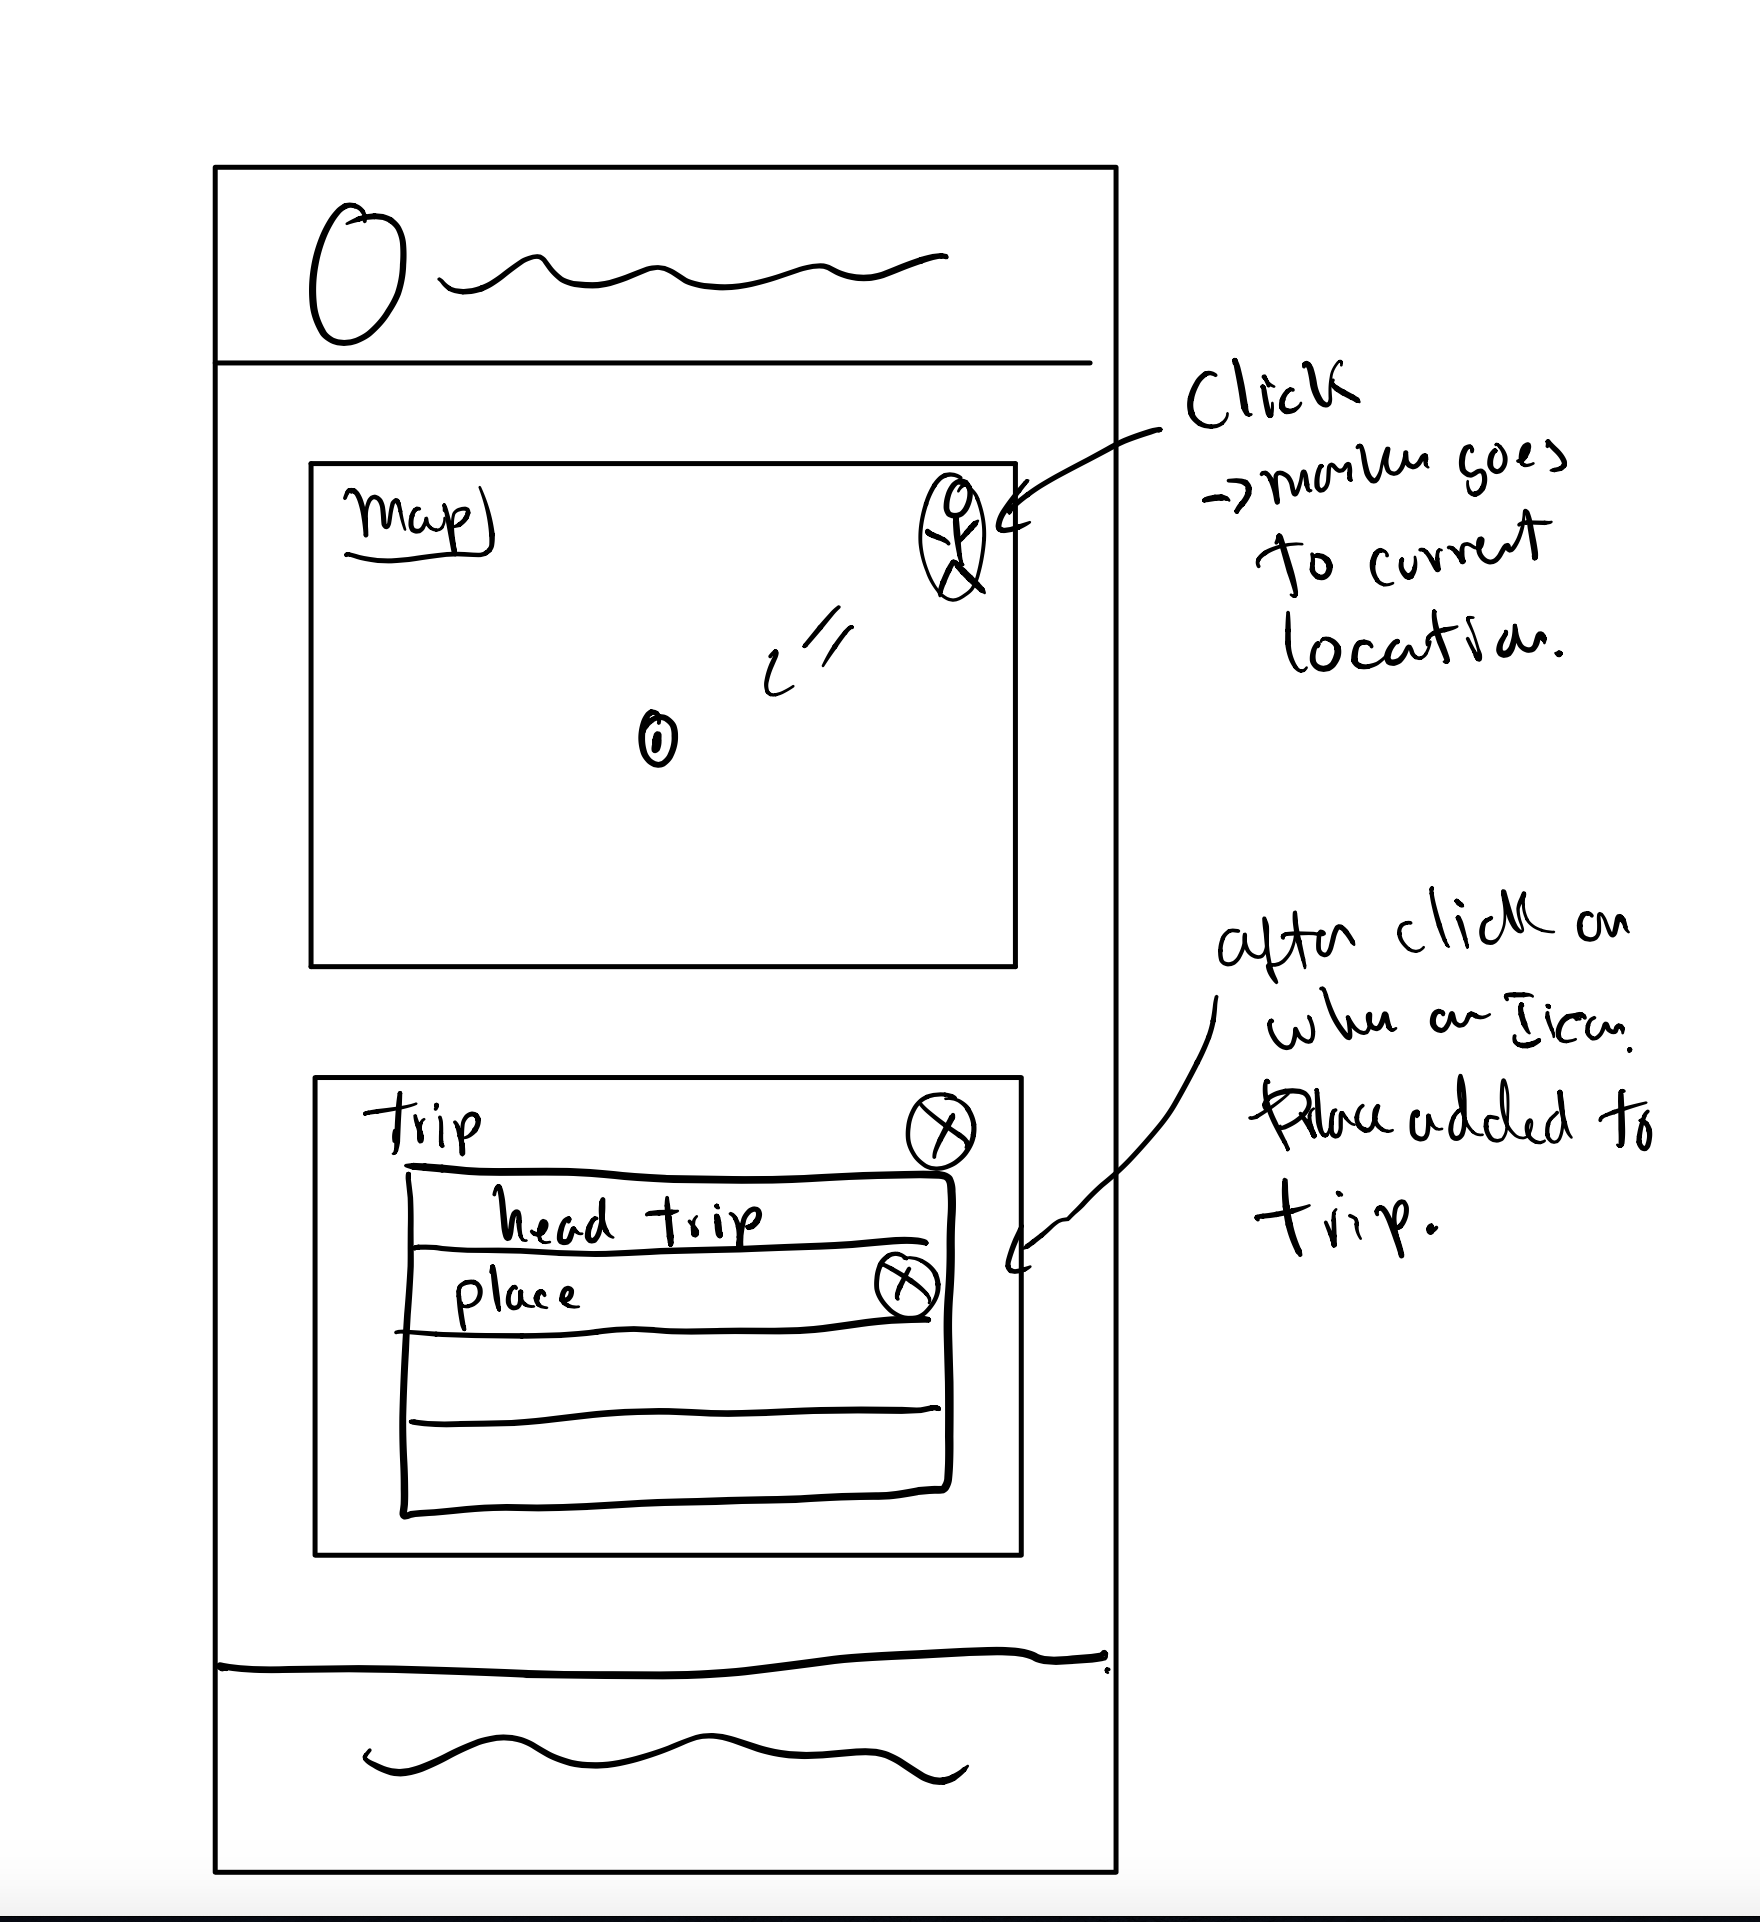 Click
→ marker goes
to current
location.
Map
after click on
when an Iicon.
Place added to
trip.
trip
head trip
place